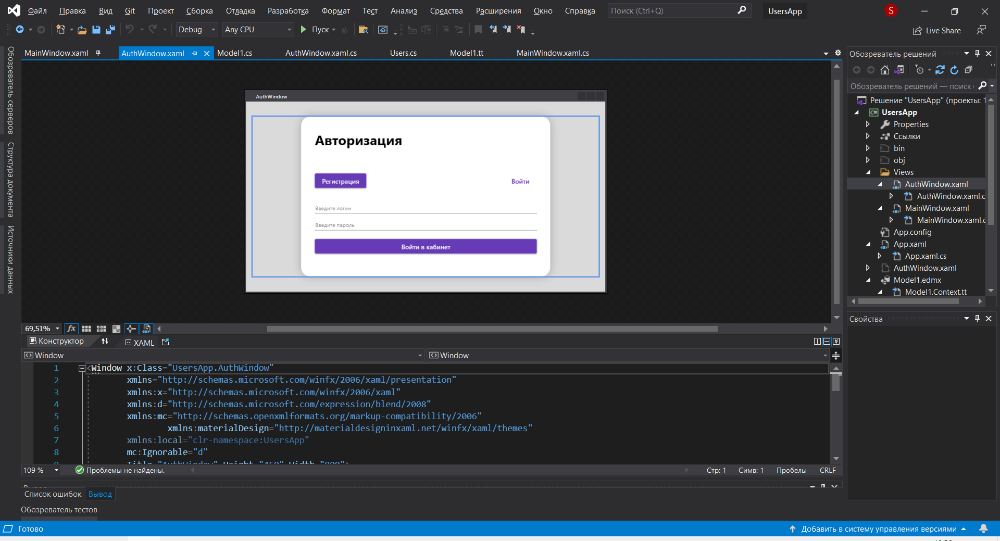 Файл Правка Вид Git Проект Сборка Отладка Разработка Формат Тест Анализ Средства Расширения Окно Справка Поиск (Ctrl+Q) UsersApp S
Debug Any CPU Пуск Live Share
MainWindow.xaml AuthWindow.xaml Model1.cs AuthWindow.xaml.cs Users.cs Model1.tt MainWindow.xaml.cs
Обозреватель серверов
Структура документа
Источники данных
AuthWindow
Авторизация
Регистрация Войти
Введите логин
Введите пароль
Войти в кабинет
69,51%
Конструктор XAML
Window Window
1 <Window x:Class="UsersApp.AuthWindow"
2 xmlns="http://schemas.microsoft.com/winfx/2006/xaml/presentation"
3 xmlns:x="http://schemas.microsoft.com/winfx/2006/xaml"
4 xmlns:d="http://schemas.microsoft.com/expression/blend/2008"
5 xmlns:mc="http://schemas.openxmlformats.org/markup-compatibility/2006"
6 xmlns:materialDesign="http://materialdesigninxaml.net/winfx/xaml/themes"
7 xmlns:local="clr-namespace:UsersApp"
8 mc:Ignorable="d"
9 Title="AuthWindow" Height="450" Width="800">
109 % Проблемы не найдены. Стр: 1 Симв: 1 Пробелы CRLF
Вывод
Список ошибок Вывод
Обозреватель тестов
Обозреватель решений
Обозреватель решений — поиск
Решение "UsersApp" (проекты: 1
UsersApp
Properties
Ссылки
bin
obj
Views
AuthWindow.xaml
AuthWindow.xaml.c
MainWindow.xaml
MainWindow.xaml.c
App.config
App.xaml
App.xaml.cs
AuthWindow.xaml
Model1.edmx
Model1.Context.tt
Свойства
Готово Добавить в систему управления версиями